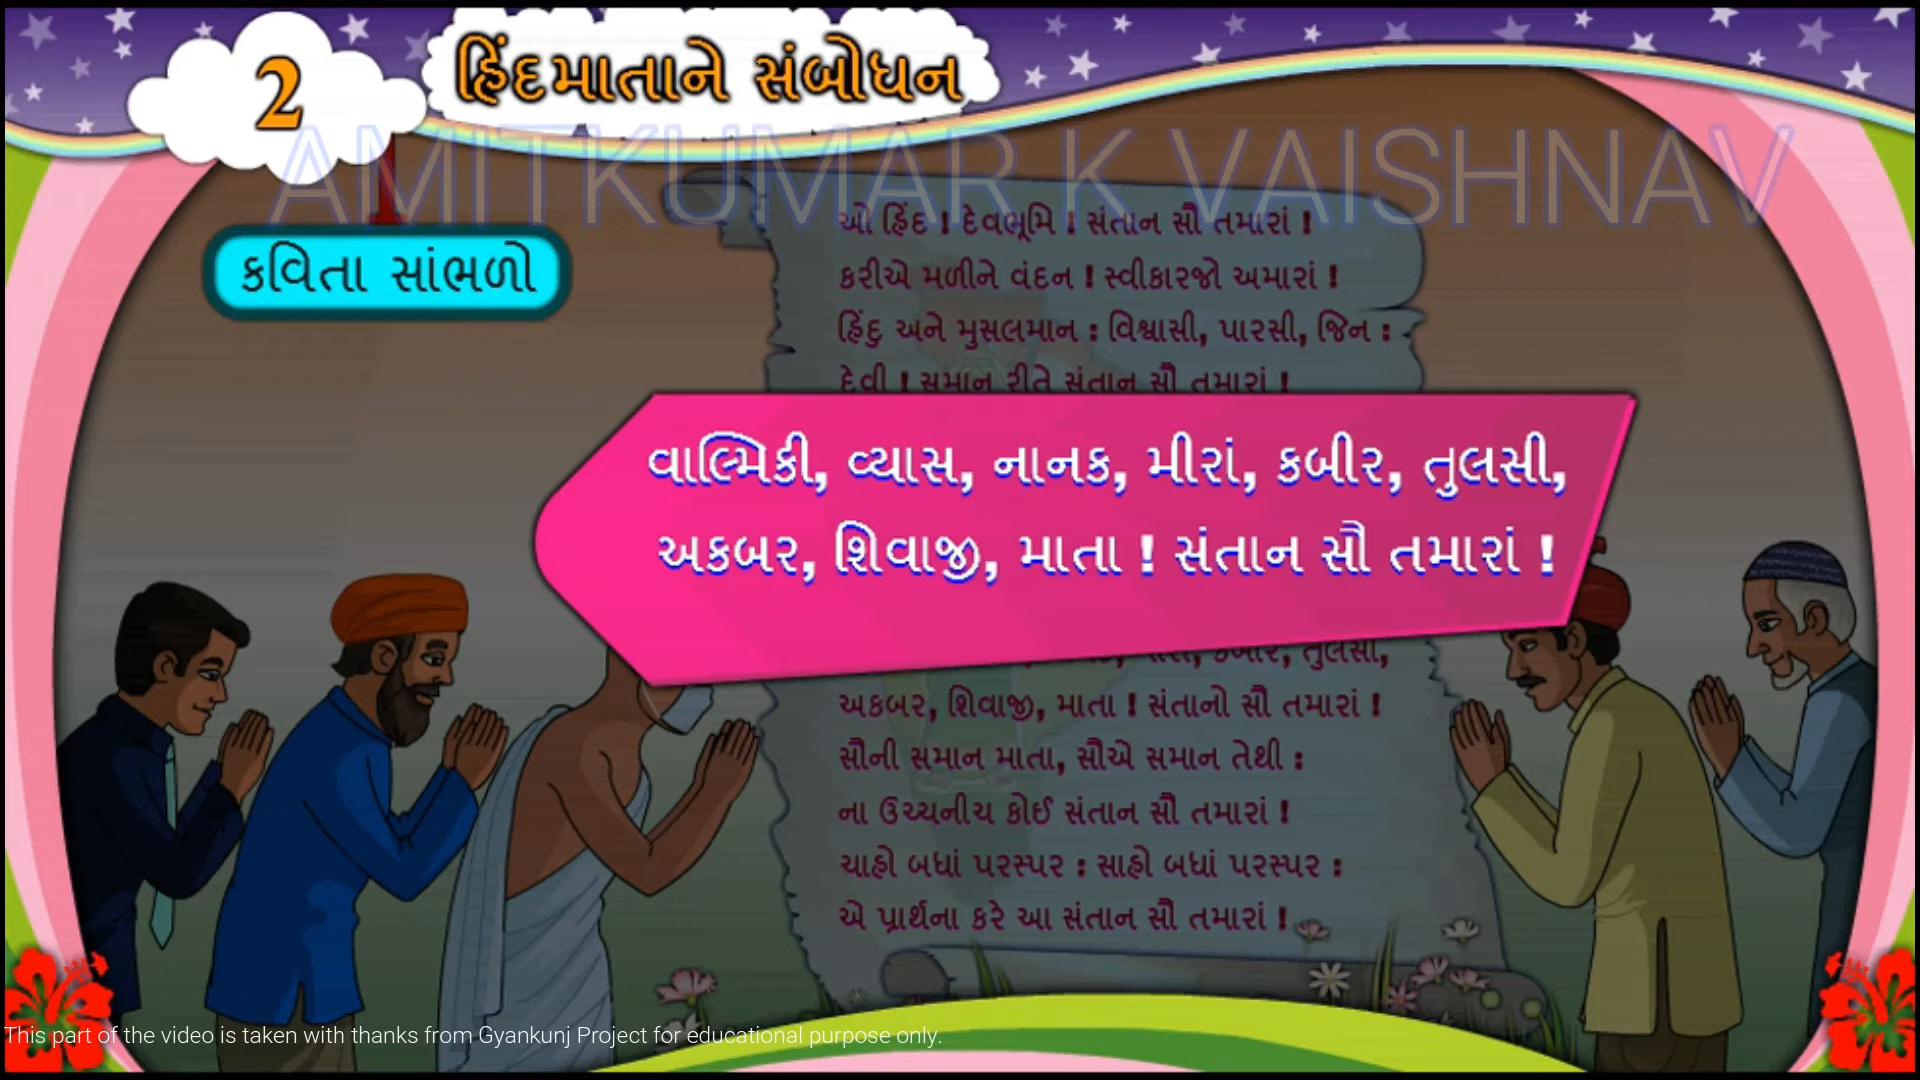 2
હિંદમાતાને સંબોધન
AMITKUMAR K VAISHNAV
કવિતા સાંભળો
ઓ હિંદ ! દેવભૂમિ ! સંતાન સૌ તમારાં !
કરીએ મળીને વંદન ! સ્વીકારજો અમારાં !
હિંદુ અને મુસલમાન : વિશ્વાસી, પારસી, જિન :
દેવી ! સમાન રીતે સંતાન સૌ તમારાં !
વાલ્મિકી, વ્યાસ, નાનક, મીરાં, કબીર, તુલસી,
અકબર, શિવાજી, માતા ! સંતાન સૌ તમારાં !
કબીર, તુલસી,
અકબર, શિવાજી, માતા ! સંતાનો સૌ તમારાં !
સૌની સમાન માતા, સૌએ સમાન તેથી :
ના ઉચ્ચનીચ કોઈ સંતાન સૌ તમારાં !
ચાહો બધાં પરસ્પર : સાહો બધાં પરસ્પર :
એ પ્રાર્થના કરે આ સંતાન સૌ તમારાં !
This part of the video is taken with thanks from Gyankunj Project for educational purpose only.